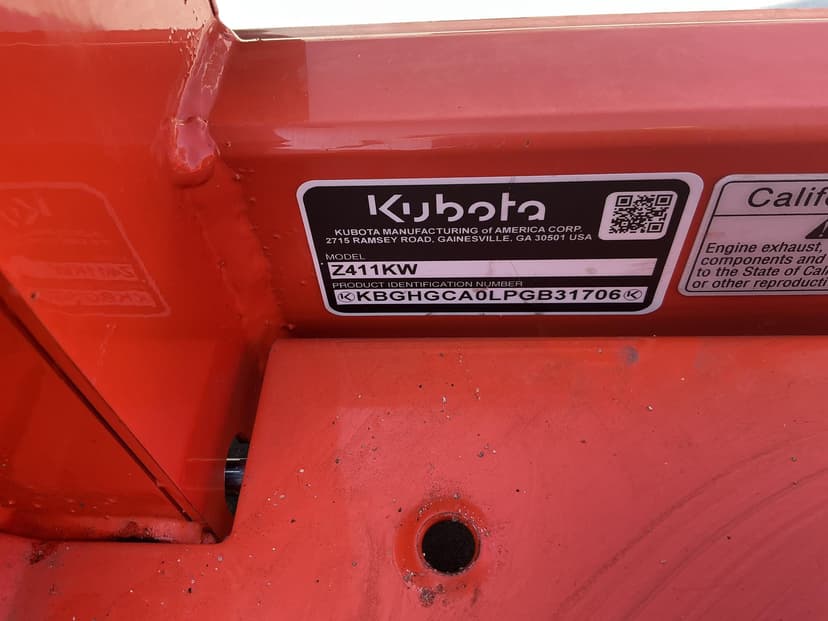 Kubota
KUBOTA MANUFACTURING of AMERICA CORP.
2715 RAMSEY ROAD, GAINESVILLE, GA 30501 USA
MODEL
Z411KW
PRODUCT IDENTIFICATION NUMBER
KBGHGCA0LPGB31706
Califo
Engine exhaust,
components and
to the State of Cal
or other reproducti